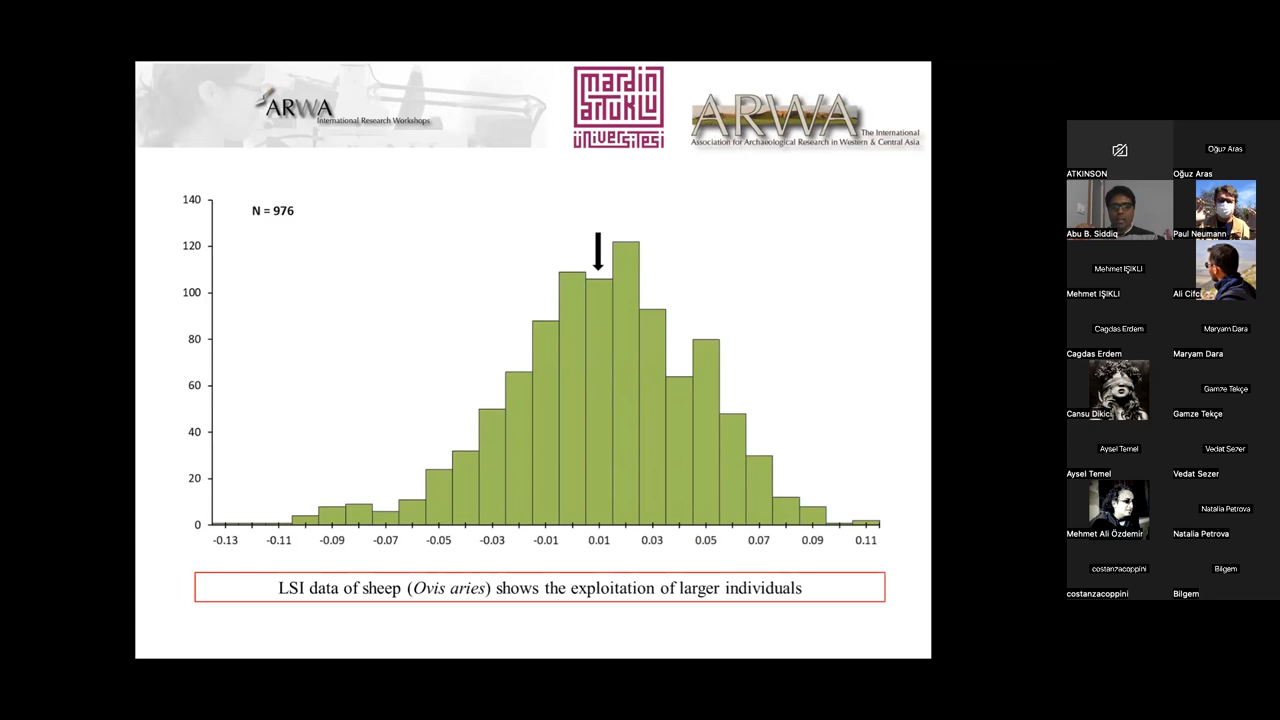 ARWA
International Research Workshops
mardin
artuklu
üniversitesi
ARWA
The International
Association for Archaeological Research in Western & Central Asia
N = 976
140
120
100
80
60
40
20
0
-0.13 -0.11 -0.09 -0.07 -0.05 -0.03 -0.01 0.01 0.03 0.05 0.07 0.09 0.11
LSI data of sheep (Ovis aries) shows the exploitation of larger individuals
ATKINSON
Oğuz Aras
Oğuz Aras
Abu B. Siddiq
Paul Neumann
Mehmet IŞIKLI
Mehmet IŞIKLI
Ali Cifci
Cagdas Erdem
Maryam Dara
Cagdas Erdem
Maryam Dara
Gamze Tekçe
Cansu Dikici
Gamze Tekçe
Aysel Temel
Vedat Sezer
Aysel Temel
Vedat Sezer
Natalia Petrova
Mehmet Ali Özdemir
Natalia Petrova
costanzacoppini
Bilgem
costanzacoppini
Bilgem